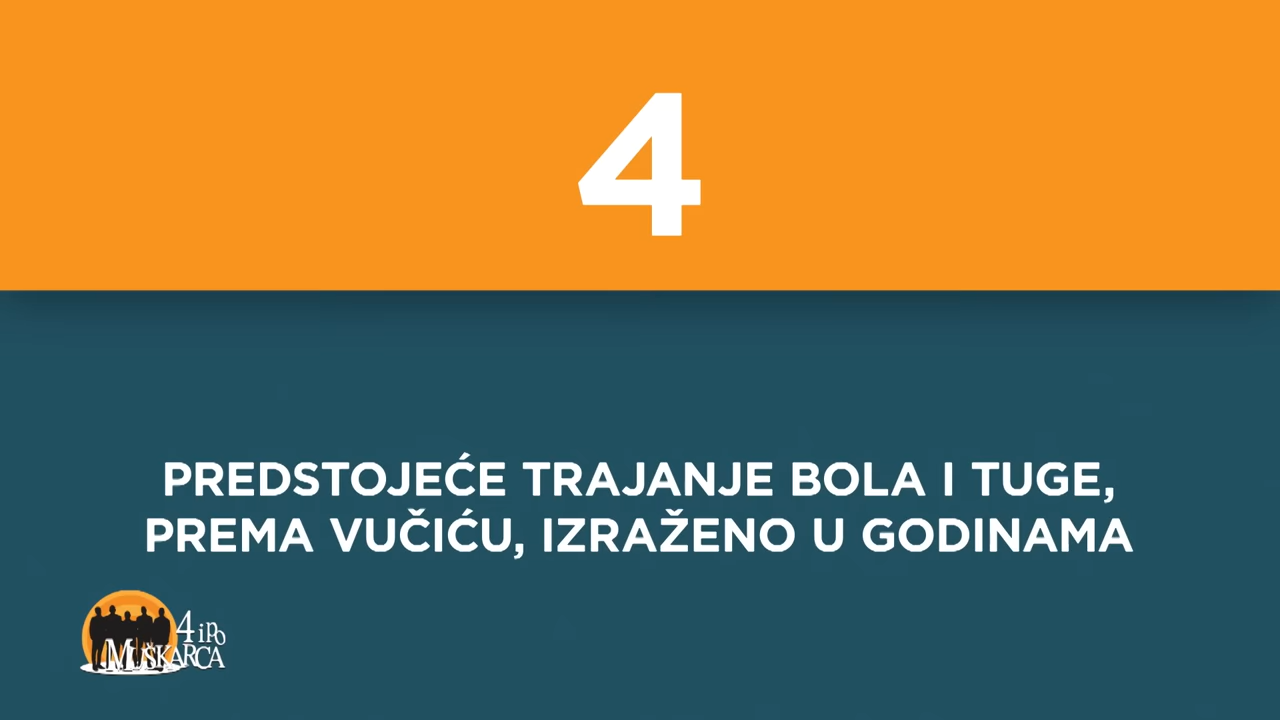 4
PREDSTOJEĆE TRAJANJE BOLA I TUGE,
PREMA VUČIĆU, IZRAŽENO U GODINAMA
4 i po
MUŠKARCA